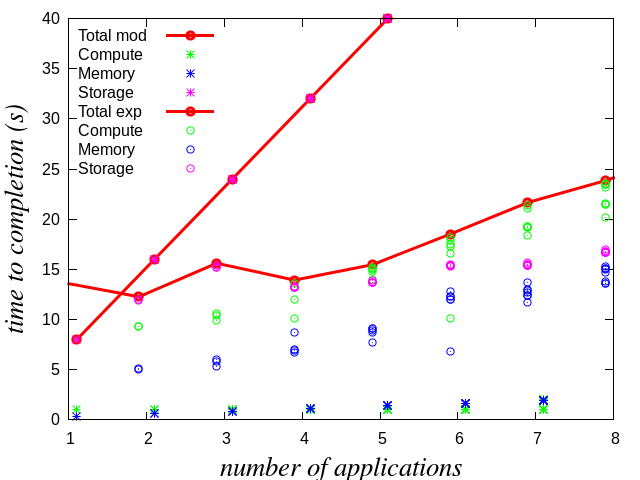 40
35
30
25
20
15
10
5
0
time to completion (s)
Total mod
Compute
Memory
Storage
Total exp
Compute
Memory
Storage
1 2 3 4 5 6 7 8
number of applications